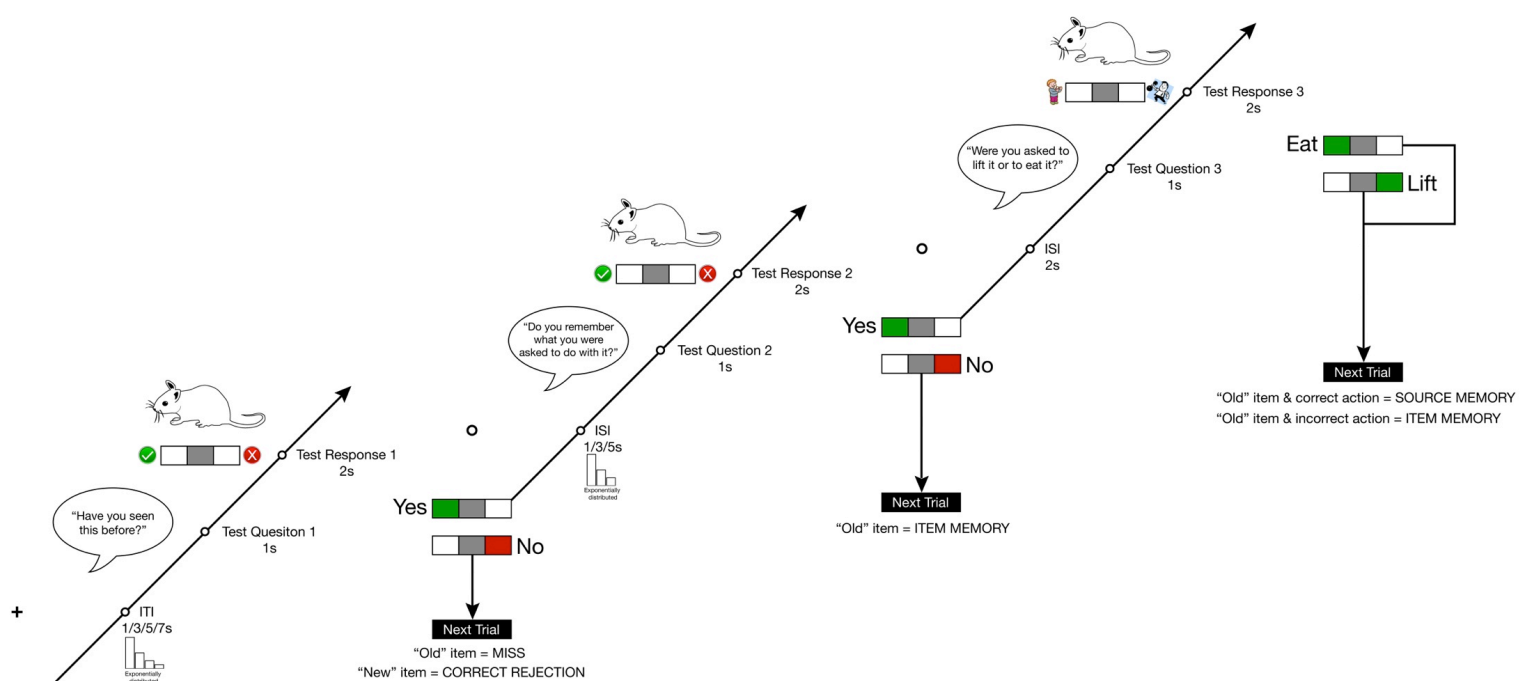 +
ITI
1/3/5/7s
Exponentially
distributed
"Have you seen
this before?"
Test Quesiton 1
1s
Test Response 1
2s
Yes
No
Next Trial
"Old" item = MISS
"New" item = CORRECT REJECTION
ISI
1/3/5s
Exponentially
distributed
"Do you remember
what you were
asked to do with it?"
Test Question 2
1s
Test Response 2
2s
Yes
No
Next Trial
"Old" item = ITEM MEMORY
ISI
2s
"Were you asked to
lift it or to eat it?"
Test Question 3
1s
Test Response 3
2s
Eat
Lift
Next Trial
"Old" item & correct action = SOURCE MEMORY
"Old" item & incorrect action = ITEM MEMORY